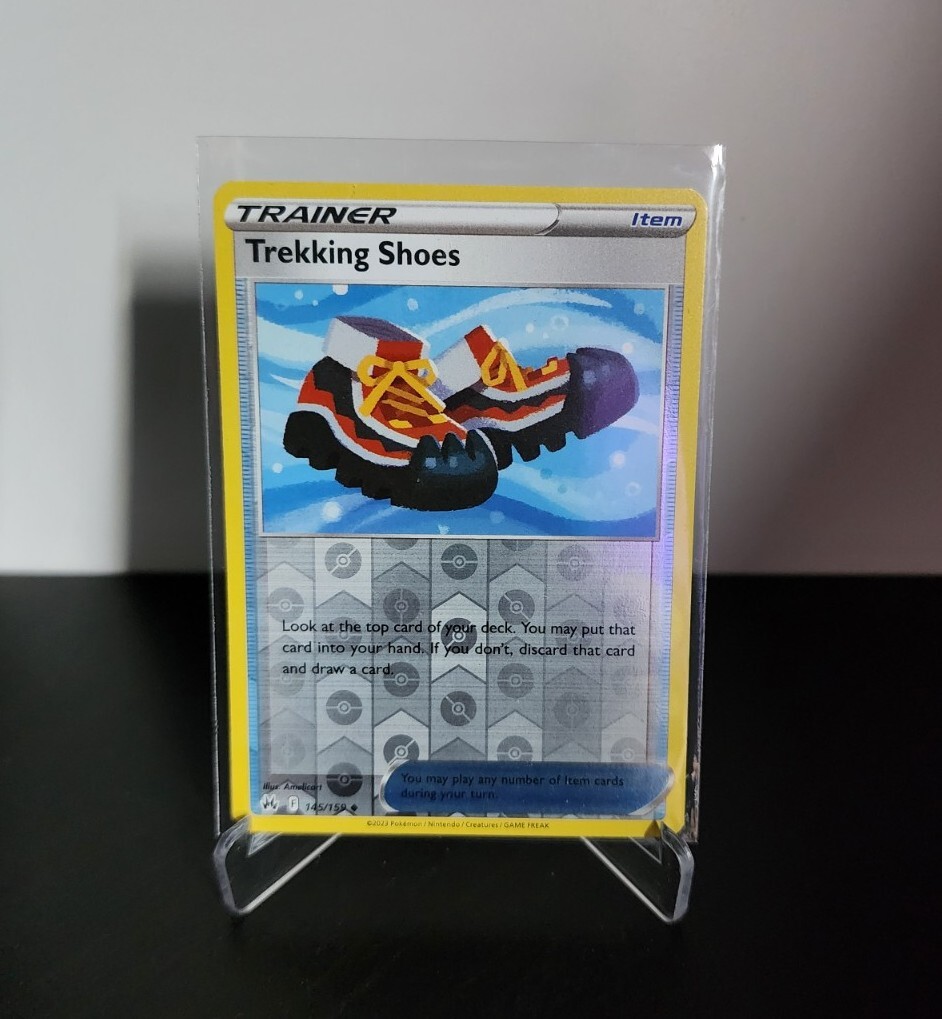 TRAINER Item
Trekking Shoes
Look at the top card of your deck. You may put that
card into your hand. If you don't, discard that card
and draw a card.
Illus. Amelicart
You may play any number of Item cards
during your turn.
F 145/159
©2023 Pokémon / Nintendo / Creatures / GAME FREAK